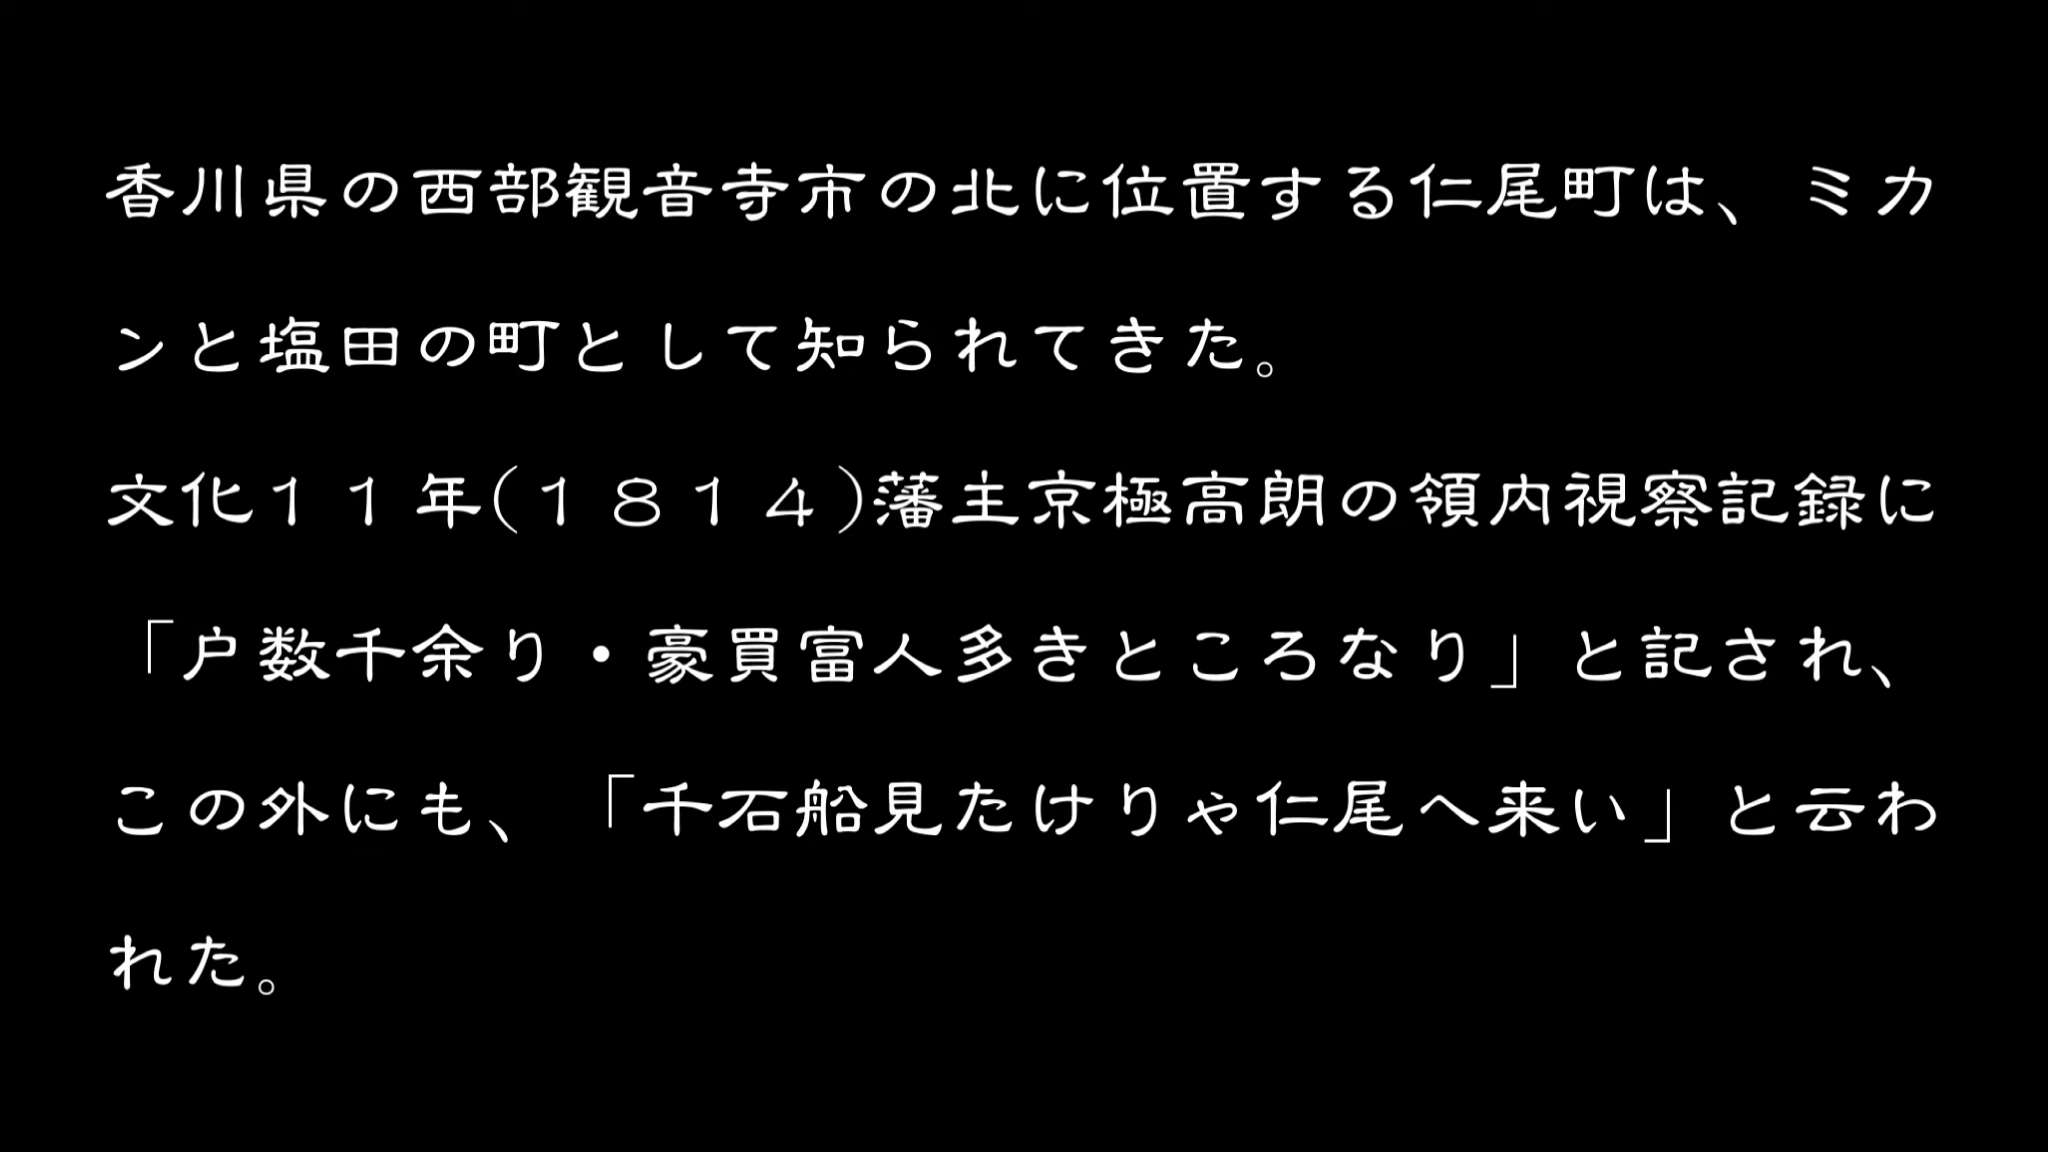 香川県の西部観音寺市の北に位置する仁尾町は、ミカ
ンと塩田の町として知られてきた。
文化１１年(１８１４)藩主京極高朗の領内視察記録に
「户数千余り・豪買富人多きところなり」と記され、
この外にも、「千石船見たけりゃ仁尾へ来い」と云わ
れた。